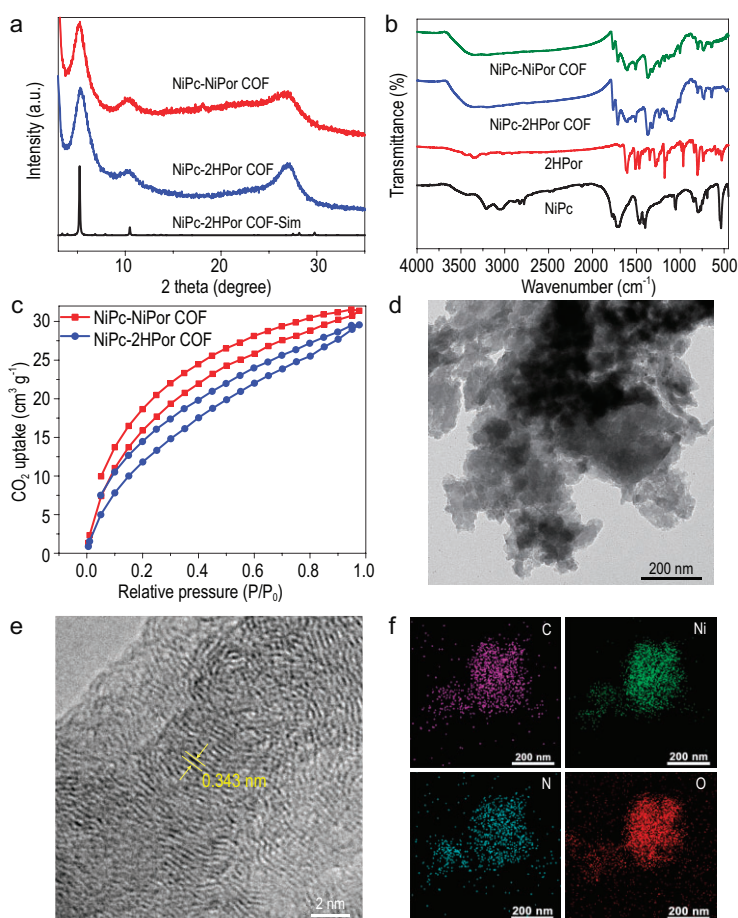 a
Intensity (a.u.)
NiPc-NiPor COF
NiPc-2HPor COF
NiPc-2HPor COF-Sim
10
20
30
2 theta (degree)
b
Transmittance (%)
NiPc-NiPor COF
NiPc-2HPor COF
2HPor
NiPc
4000 3500 3000 2500 2000 1500 1000 500
Wavenumber (cm⁻¹)
c
CO₂ uptake (cm³ g⁻¹)
30
25
20
15
10
5
0
NiPc-NiPor COF
NiPc-2HPor COF
0.0 0.2 0.4 0.6 0.8 1.0
Relative pressure (P/P₀)
d
200 nm
e
0.343 nm
2 nm
f
C
200 nm
Ni
200 nm
N
200 nm
O
200 nm